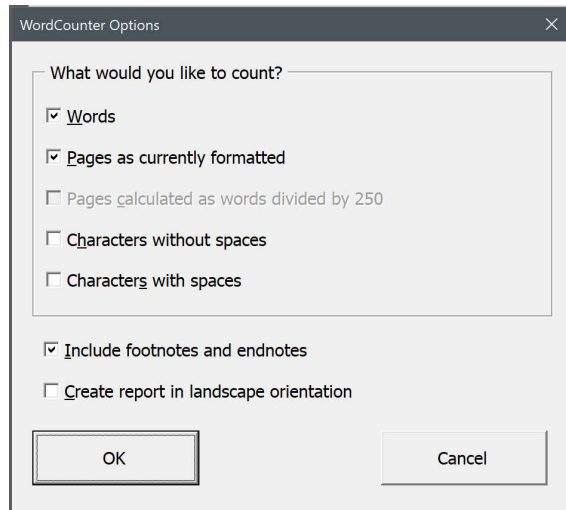 WordCounter Options
What would you like to count?
Words
Pages as currently formatted
Pages calculated as words divided by 250
Characters without spaces
Characters with spaces
Include footnotes and endnotes
Create report in landscape orientation
OK Cancel